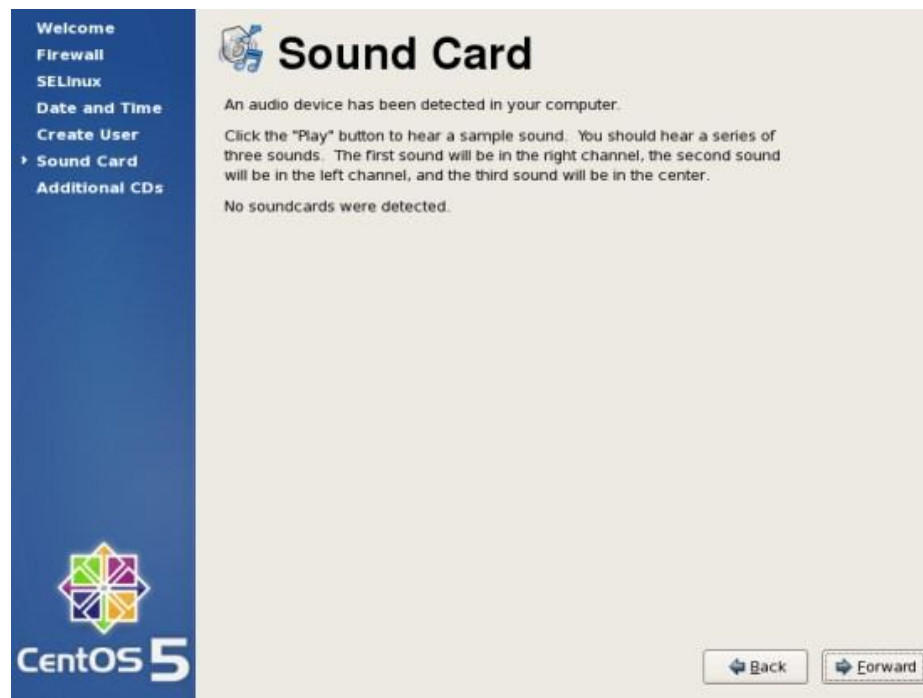 Welcome
Firewall
SELinux
Date and Time
Create User
Sound Card
Additional CDs
Sound Card
An audio device has been detected in your computer.
Click the "Play" button to hear a sample sound. You should hear a series of
three sounds. The first sound will be in the right channel, the second sound
will be in the left channel, and the third sound will be in the center.
No soundcards were detected.
CentOS 5
Back
Forward